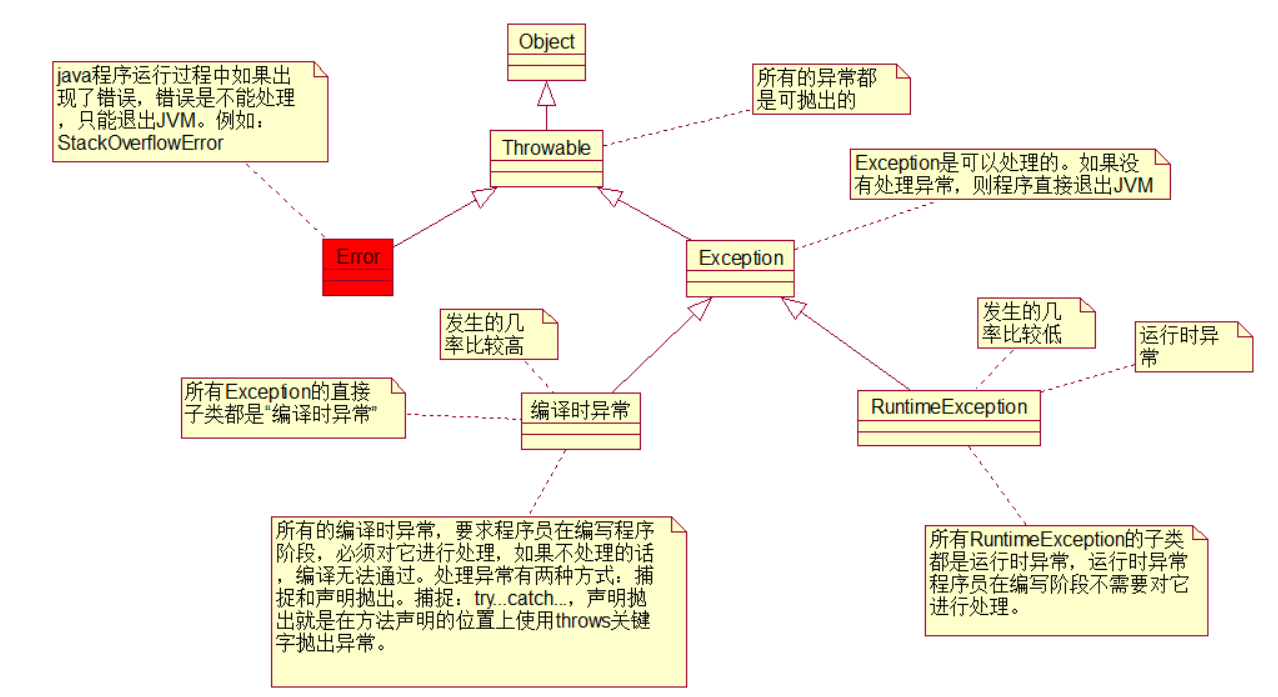 Object
java程序运行过程中如果出
现了错误，错误是不能处理
，只能退出JVM。例如：
StackOverflowError
所有的异常都
是可抛出的
Throwable
Exception是可以处理的。如果没
有处理异常，则程序直接退出JVM
Error
Exception
发生的几
率比较高
发生的几
率比较低
运行时异
常
所有Exception的直接
子类都是“编译时异常”
编译时异常
RuntimeException
所有的编译时异常，要求程序员在编写程序
阶段，必须对它进行处理，如果不处理的话
，编译无法通过。处理异常有两种方式：捕
捉和声明抛出。捕捉：try...catch...，声明抛
出就是在方法声明的位置上使用throws关键
字抛出异常。
所有RuntimeException的子类
都是运行时异常，运行时异常
程序员在编写阶段不需要对它
进行处理。